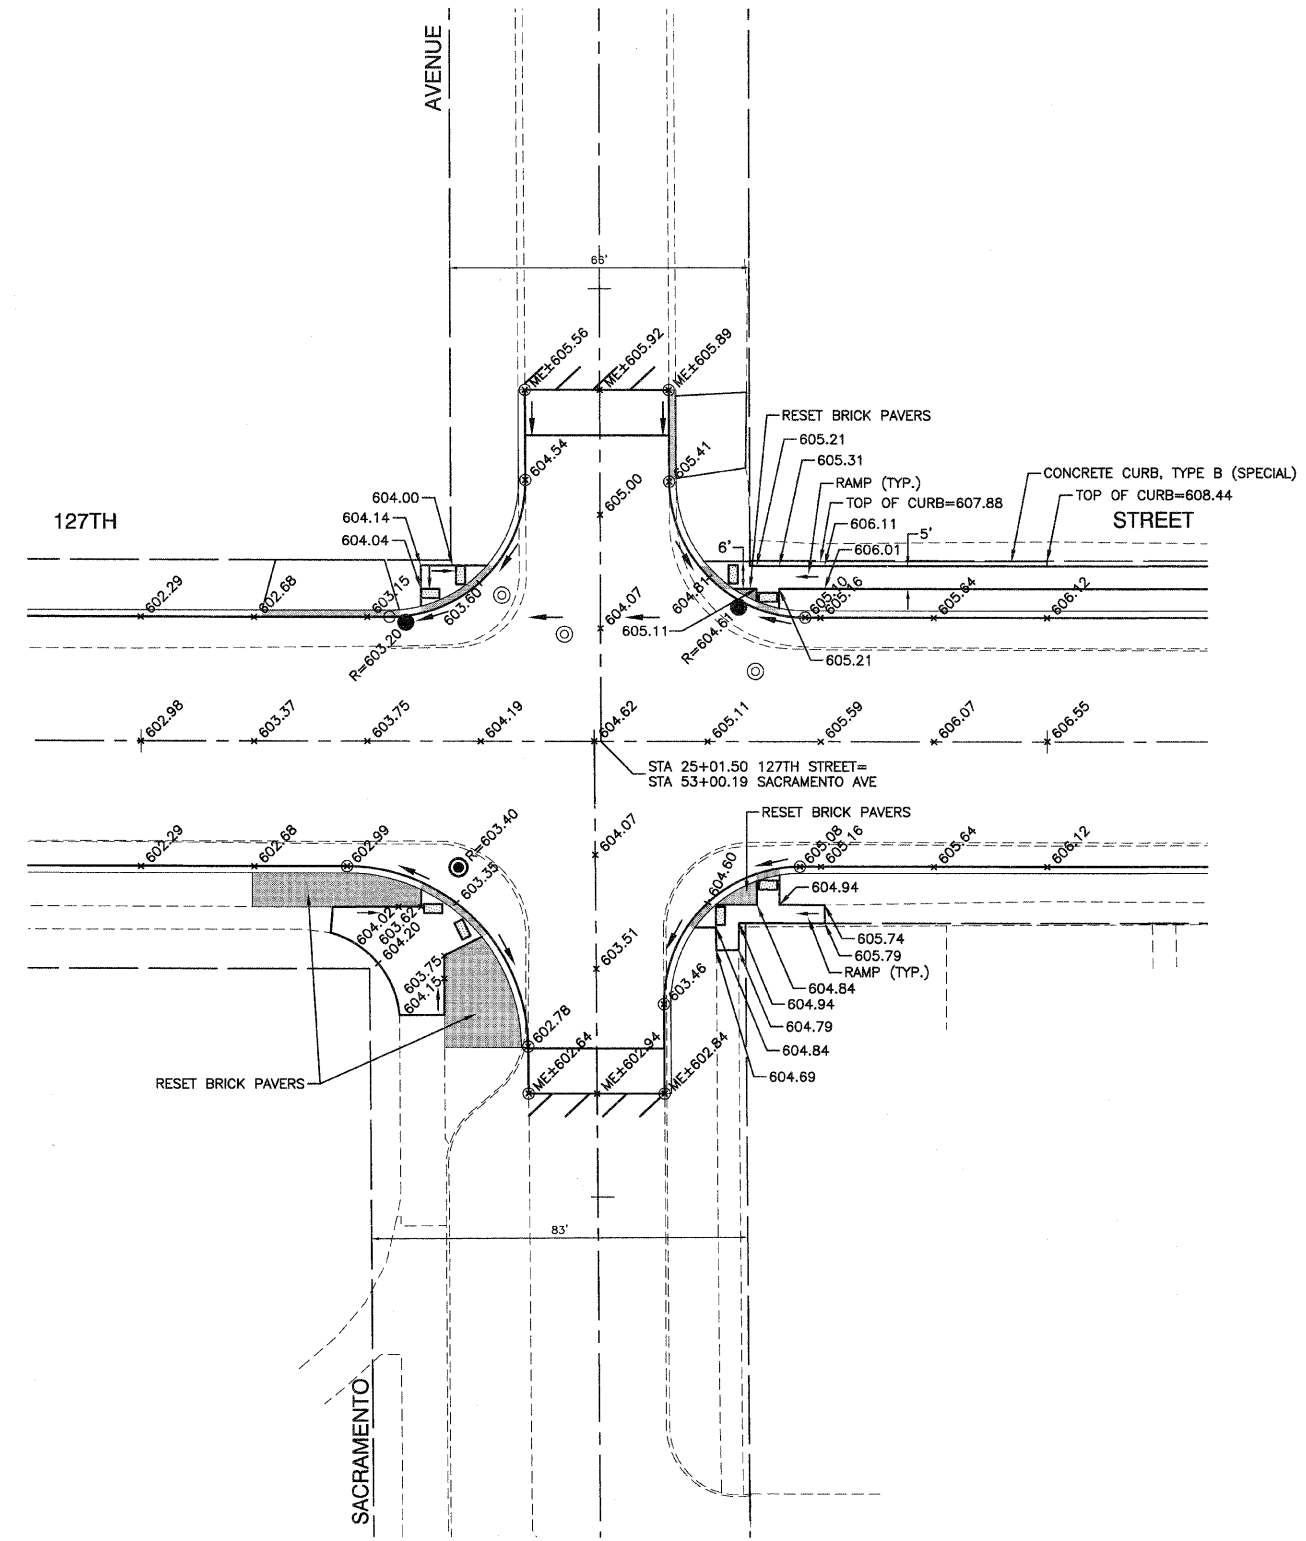 AVENUE
66'
ME±605.56
ME±605.92
ME±605.89
RESET BRICK PAVERS
605.21
605.31
RAMP (TYP.)
TOP OF CURB=607.88
606.11
606.01
5'
CONCRETE CURB, TYPE B (SPECIAL)
TOP OF CURB=608.44
604.54
605.41
605.00
604.00
604.14
604.04
127TH
STREET
6'
602.29
602.68
603.15
603.60
604.07
604.81
605.10
605.16
605.64
606.12
R=603.20
605.11
R=604.61
605.21
602.98
603.37
603.75
604.19
604.62
605.11
605.59
606.07
606.55
STA 25+01.50 127TH STREET=
STA 53+00.19 SACRAMENTO AVE
RESET BRICK PAVERS
R=603.40
602.29
602.68
602.99
603.35
604.07
604.60
605.08
605.16
605.64
606.12
604.94
604.02
603.62
604.20
603.75
604.15
603.51
603.46
605.74
605.79
RAMP (TYP.)
604.84
604.94
604.79
604.84
604.69
602.78
ME±602.64
ME±602.94
ME±602.84
RESET BRICK PAVERS
83'
SACRAMENTO